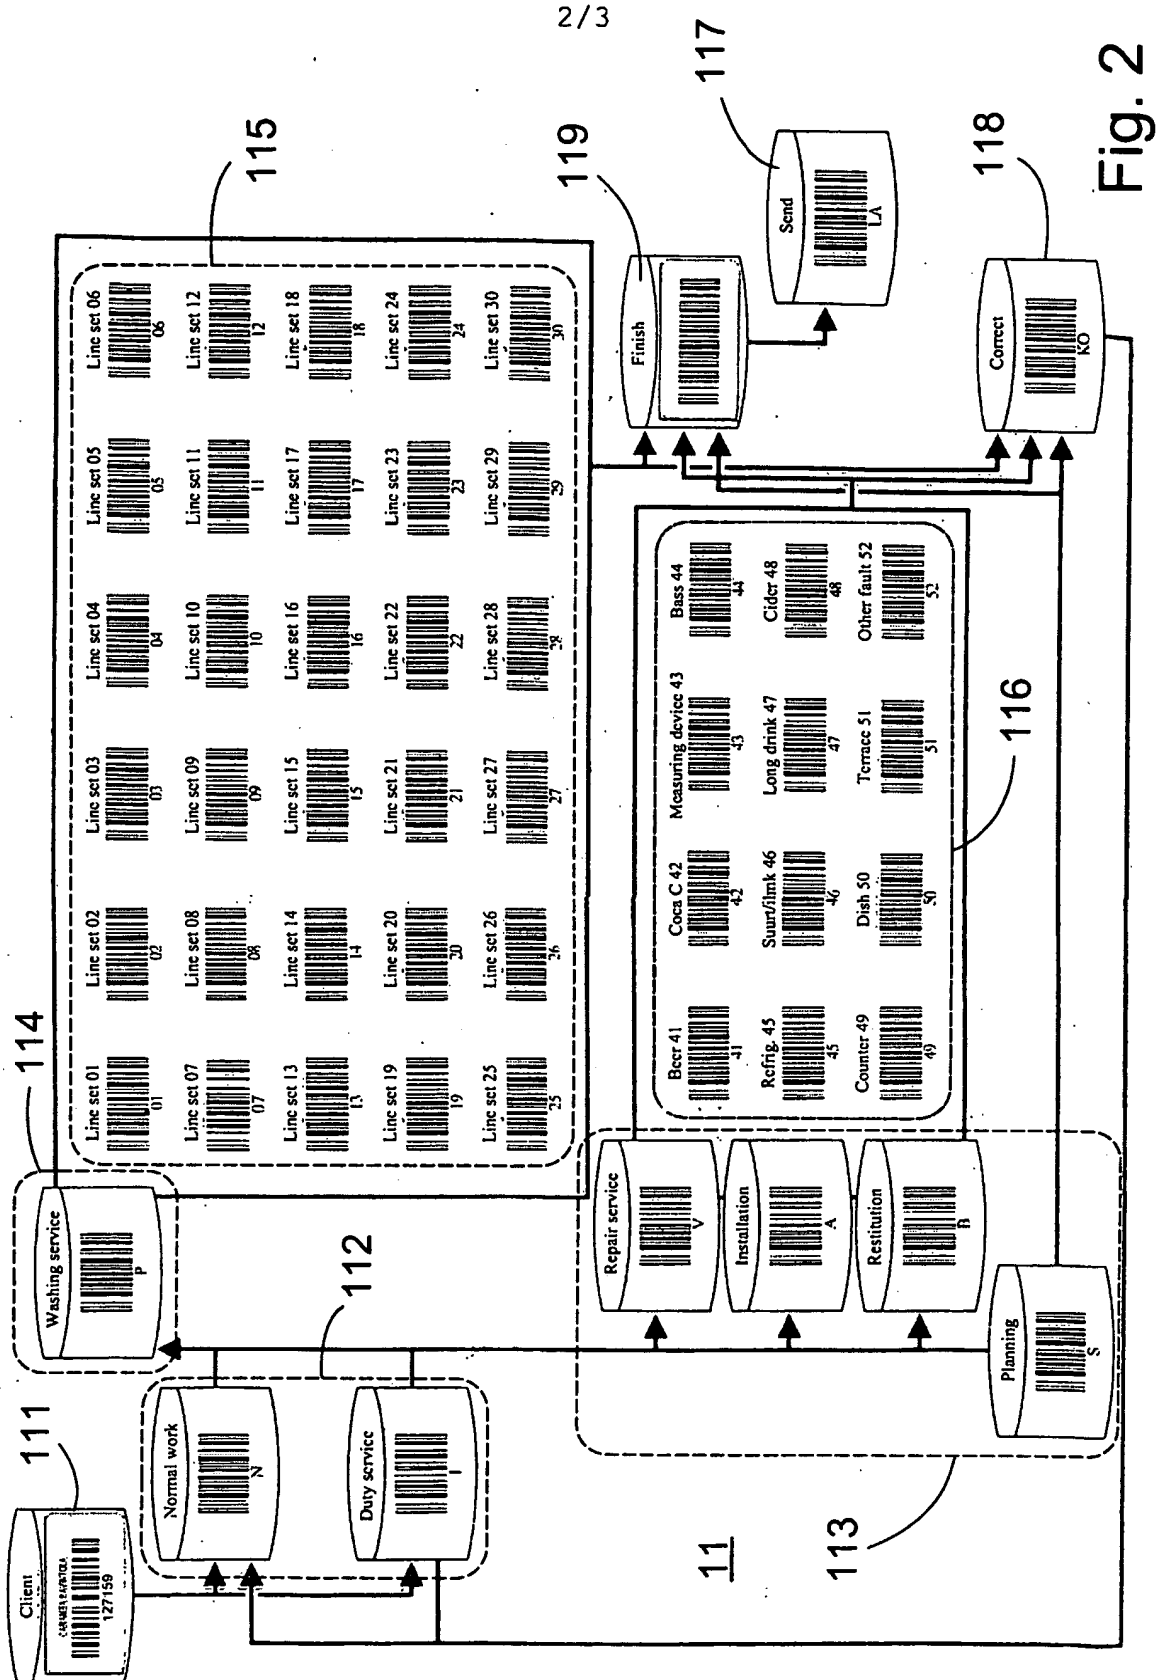 2/3
Client
127159
111
Normal work
N
Duty service
I
112
Washing service
P
114
Line set 01
01
Line set 02
02
Line set 03
03
Line set 04
04
Line set 05
05
Line set 06
06
Line set 07
07
Line set 08
08
Line set 09
09
Line set 10
10
Line set 11
11
Line set 12
12
Line set 13
13
Line set 14
14
Line set 15
15
Line set 16
16
Line set 17
17
Line set 18
18
Line set 19
19
Line set 20
20
Line set 21
21
Line set 22
22
Line set 23
23
Line set 24
24
Line set 25
25
Line set 26
26
Line set 27
27
Line set 28
28
Line set 29
29
Line set 30
30
115
Repair service
V
Installation
A
Restitution
B
Planning
S
113
Beer 41
41
Coca C 42
42
Measuring device 43
43
Bass 44
44
Refrig. 45
45
46
46
Long drink 47
47
Cider 48
48
Counter 49
49
Dish 50
50
Terrace 51
51
Other fault 52
52
116
Finish
119
Send
LA
117
Correct
KO
118
11
Fig. 2